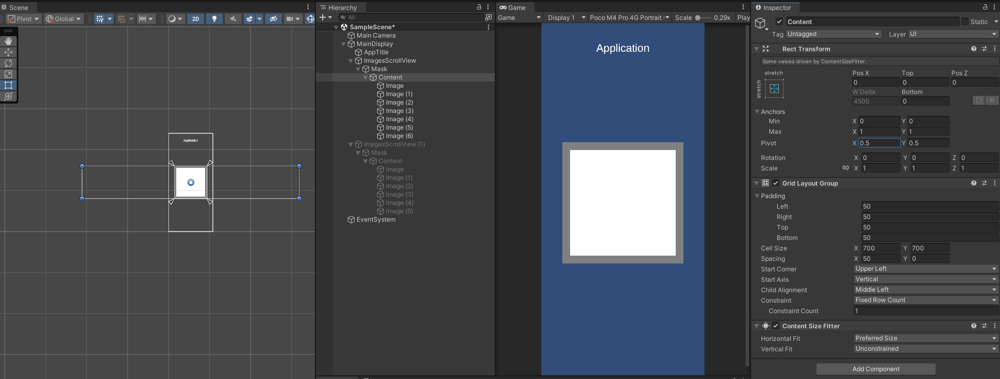 Scene
Pivot
Global
2D
Application
Hierarchy
All
SampleScene*
Main Camera
MainDisplay
AppTitle
ImagesScrollView
Mask
Content
Image
Image (1)
Image (2)
Image (3)
Image (4)
Image (5)
Image (6)
ImagesScrollView (1)
Mask
Content
Image
Image (1)
Image (2)
Image (3)
Image (4)
Image (5)
EventSystem
Game
Game Display 1 Poco M4 Pro 4G Portrait ( Scale 0.29x Play
Application
Inspector
Content Static
Tag Untagged Layer UI
Rect Transform
Some values driven by ContentSizeFitter.
stretch Pos X Top Pos Z
stretch 0 0 0
W Delta Bottom
4500 0 R
Anchors
Min X 0 Y 0
Max X 1 Y 1
Pivot X 0.5 Y 0.5
Rotation X 0 Y 0 Z 0
Scale X 1 Y 1 Z 1
Grid Layout Group
Padding
Left 50
Right 50
Top 50
Bottom 50
Cell Size X 700 Y 700
Spacing X 50 Y 0
Start Corner Upper Left
Start Axis Vertical
Child Alignment Middle Left
Constraint Fixed Row Count
Constraint Count 1
Content Size Fitter
Horizontal Fit Preferred Size
Vertical Fit Unconstrained
Add Component